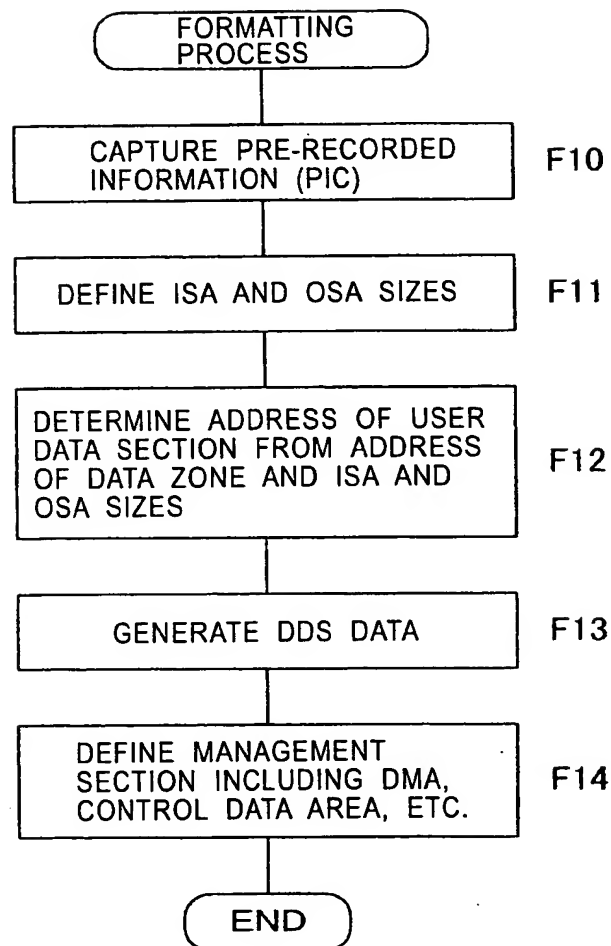 FORMATTING
PROCESS
CAPTURE PRE-RECORDED
INFORMATION (PIC)
F10
DEFINE ISA AND OSA SIZES
F11
DETERMINE ADDRESS OF USER
DATA SECTION FROM ADDRESS
OF DATA ZONE AND ISA AND
OSA SIZES
F12
GENERATE DDS DATA
F13
DEFINE MANAGEMENT
SECTION INCLUDING DMA,
CONTROL DATA AREA, ETC.
F14
END